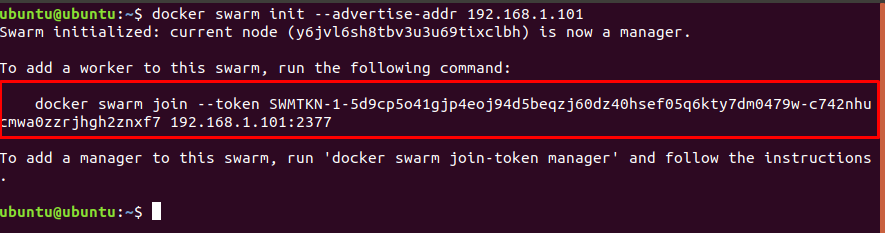 ubuntu@ubuntu:~$ docker swarm init --advertise-addr 192.168.1.101
Swarm initialized: current node (y6jvl6sh8tbv3u3u69tixclbh) is now a manager.
To add a worker to this swarm, run the following command:
docker swarm join --token SWMTKN-1-5d9cp5o41gjp4eoj94d5beqzj60dz40hsef05q6kty7dm0479w-c742nhu
cmwa0zzrjhgh2znxf7 192.168.1.101:2377
To add a manager to this swarm, run 'docker swarm join-token manager' and follow the instructions
.
ubuntu@ubuntu:~$